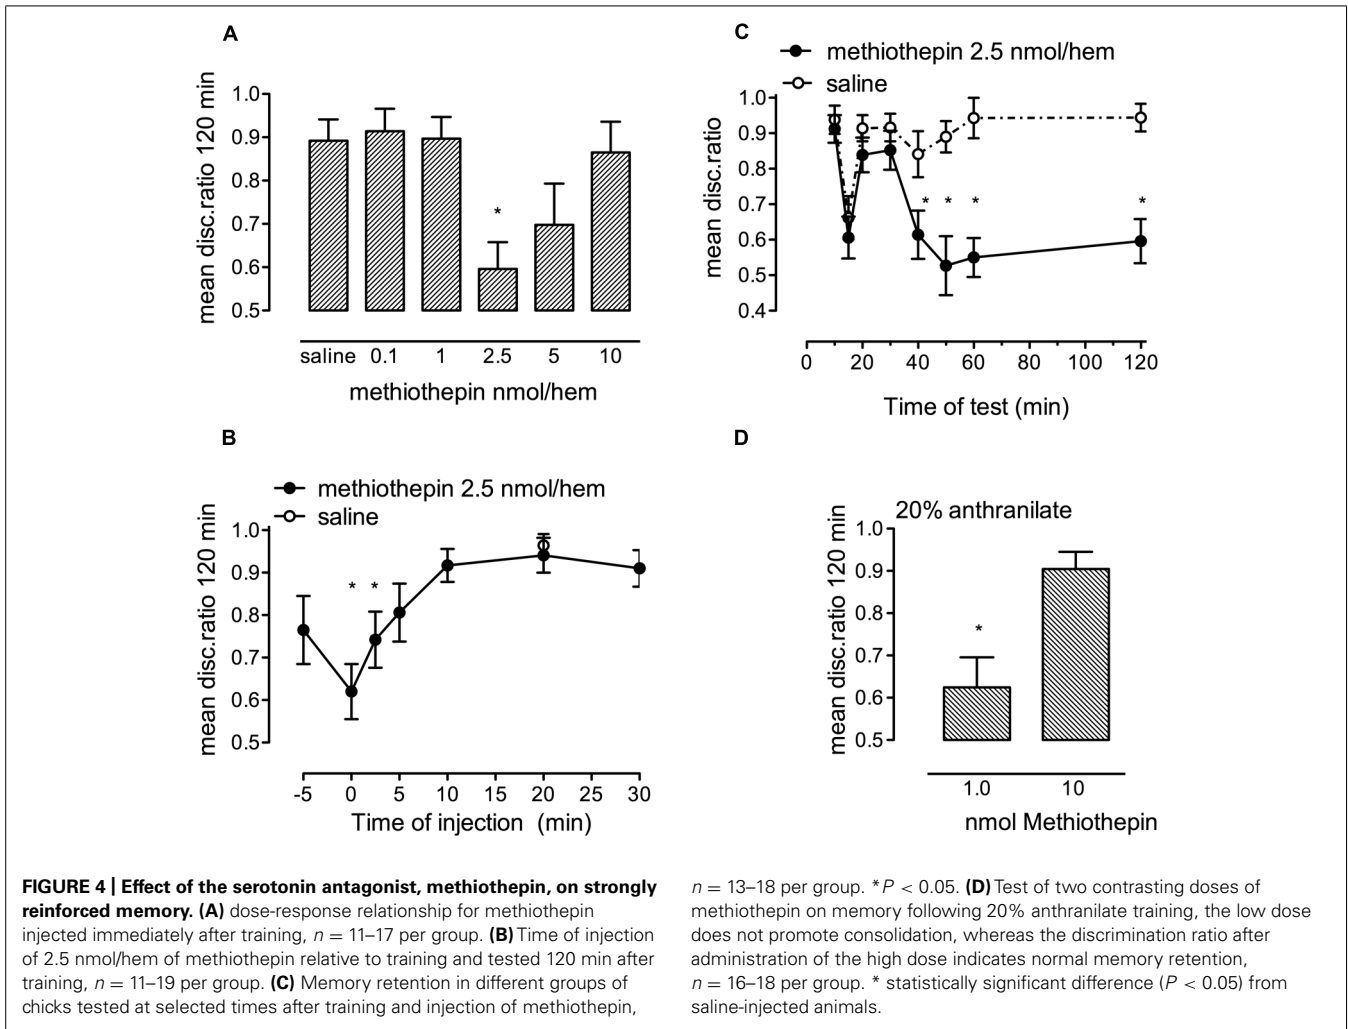 A
mean disc.ratio 120 min
1.0
0.9
0.8
0.7
0.6
0.5
*
saline 0.1 1 2.5 5 10
methiothepin nmol/hem
B
methiothepin 2.5 nmol/hem
saline
mean disc.ratio 120 min
1.0
0.9
0.8
0.7
0.6
0.5
* *
-5 0 5 10 15 20 25 30
Time of injection (min)
C
methiothepin 2.5 nmol/hem
saline
mean disc.ratio
1.0
0.9
0.8
0.7
0.6
0.5
0.4
* * * *
0 20 40 60 80 100 120
Time of test (min)
D
20% anthranilate
mean disc.ratio 120 min
1.0
0.9
0.8
0.7
0.6
0.5
*
1.0 10
nmol Methiothepin
FIGURE 4 | Effect of the serotonin antagonist, methiothepin, on strongly
reinforced memory. (A) dose-response relationship for methiothepin
injected immediately after training, n = 11–17 per group. (B) Time of injection
of 2.5 nmol/hem of methiothepin relative to training and tested 120 min after
training, n = 11–19 per group. (C) Memory retention in different groups of
chicks tested at selected times after training and injection of methiothepin,
n = 13–18 per group. *P < 0.05. (D) Test of two contrasting doses of
methiothepin on memory following 20% anthranilate training, the low dose
does not promote consolidation, whereas the discrimination ratio after
administration of the high dose indicates normal memory retention,
n = 16–18 per group. * statistically significant difference (P < 0.05) from
saline-injected animals.